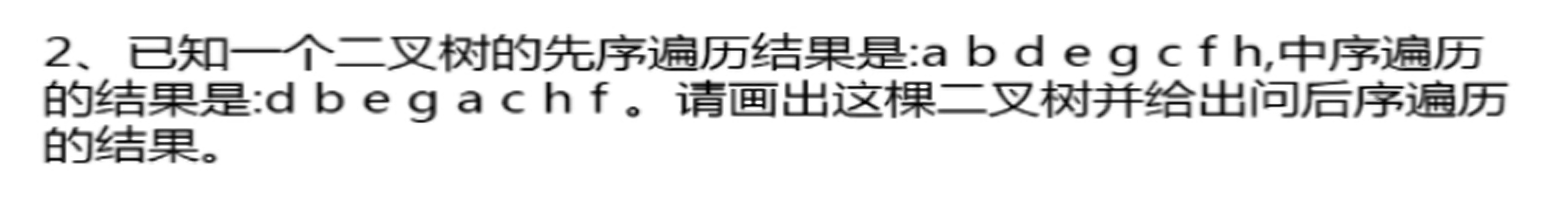 2、已知一个二叉树的先序遍历结果是:a b d e g c f h,中序遍历
的结果是:d b e g a c h f 。请画出这棵二叉树并给出问后序遍历
的结果。